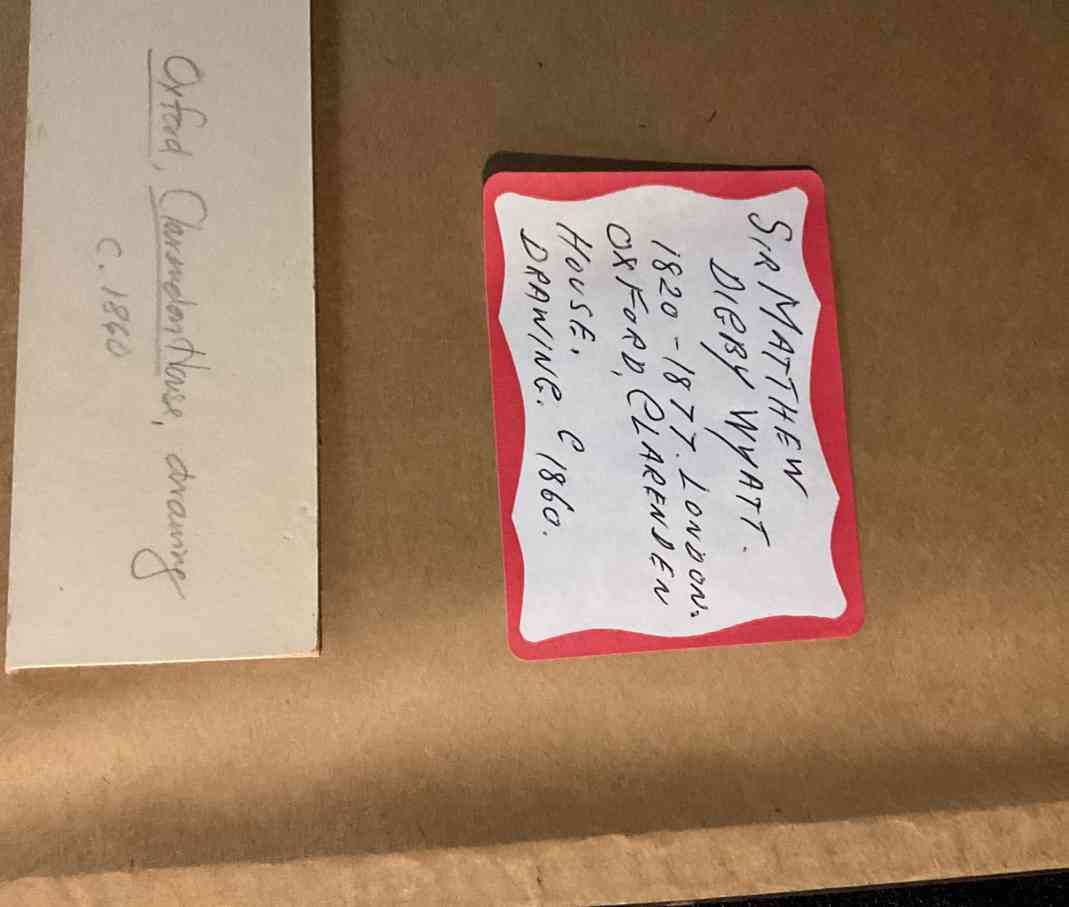 SIR MATTHEW
DIGBY WYATT.
1820 - 1877. LONDON.
OXFORD, CLARENDEN
HOUSE.
DRAWING. C 1860.
Oxford, Clarendon House, drawing
c. 1860